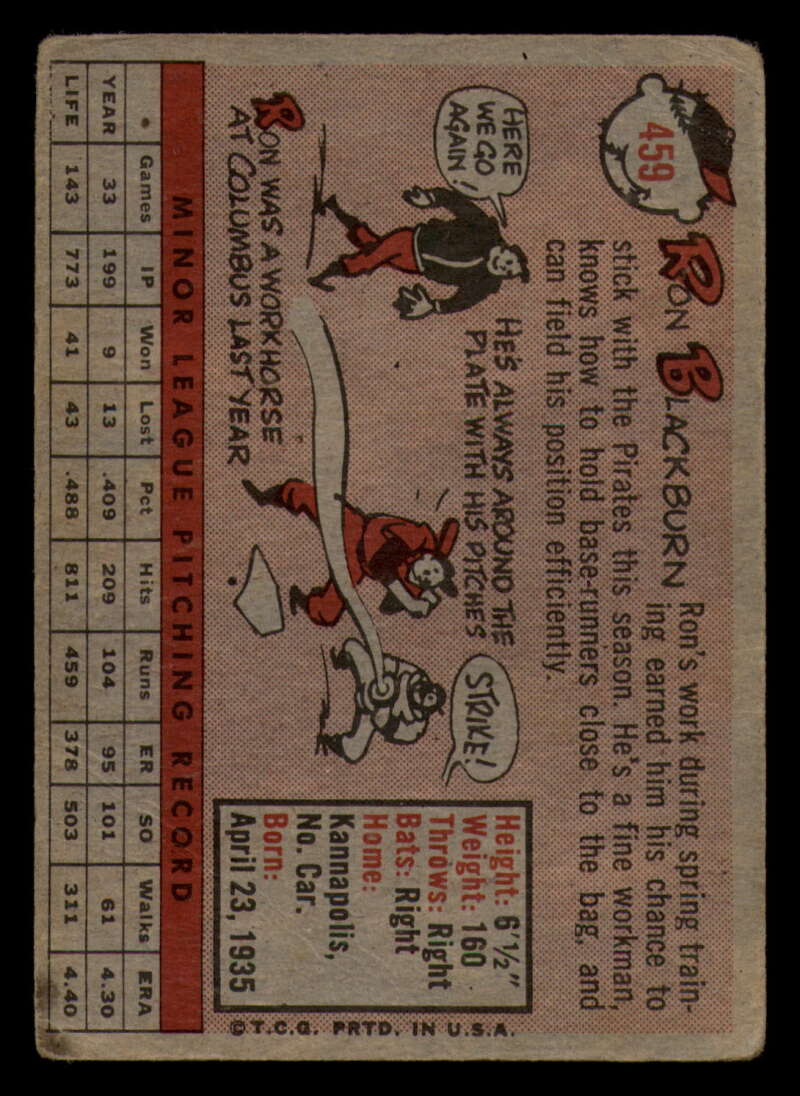 459
RON BLACKBURN
Ron's work during spring train-
ing earned him his chance to
stick with the Pirates this season. He's a fine workman,
knows how to hold base-runners close to the bag, and
can field his position efficiently.
HERE
WE GO
AGAIN!
RON WAS A WORKHORSE
AT COLUMBUS LAST YEAR
HE'S ALWAYS AROUND THE
PLATE WITH HIS PITCHES
STRIKE!
Height: 6'½"
Weight: 160
Throws: Right
Bats: Right
Home:
Kannapolis,
No. Car.
Born:
April 23, 1935
MINOR LEAGUE PITCHING RECORD
Games IP Won Lost Pct Hits Runs ER SO Walks ERA
YEAR 33 199 9 13 .409 209 104 95 101 61 4.30
LIFE 143 773 41 43 .488 811 459 378 503 311 4.40
©T.C.G. PRTD. IN U.S.A.